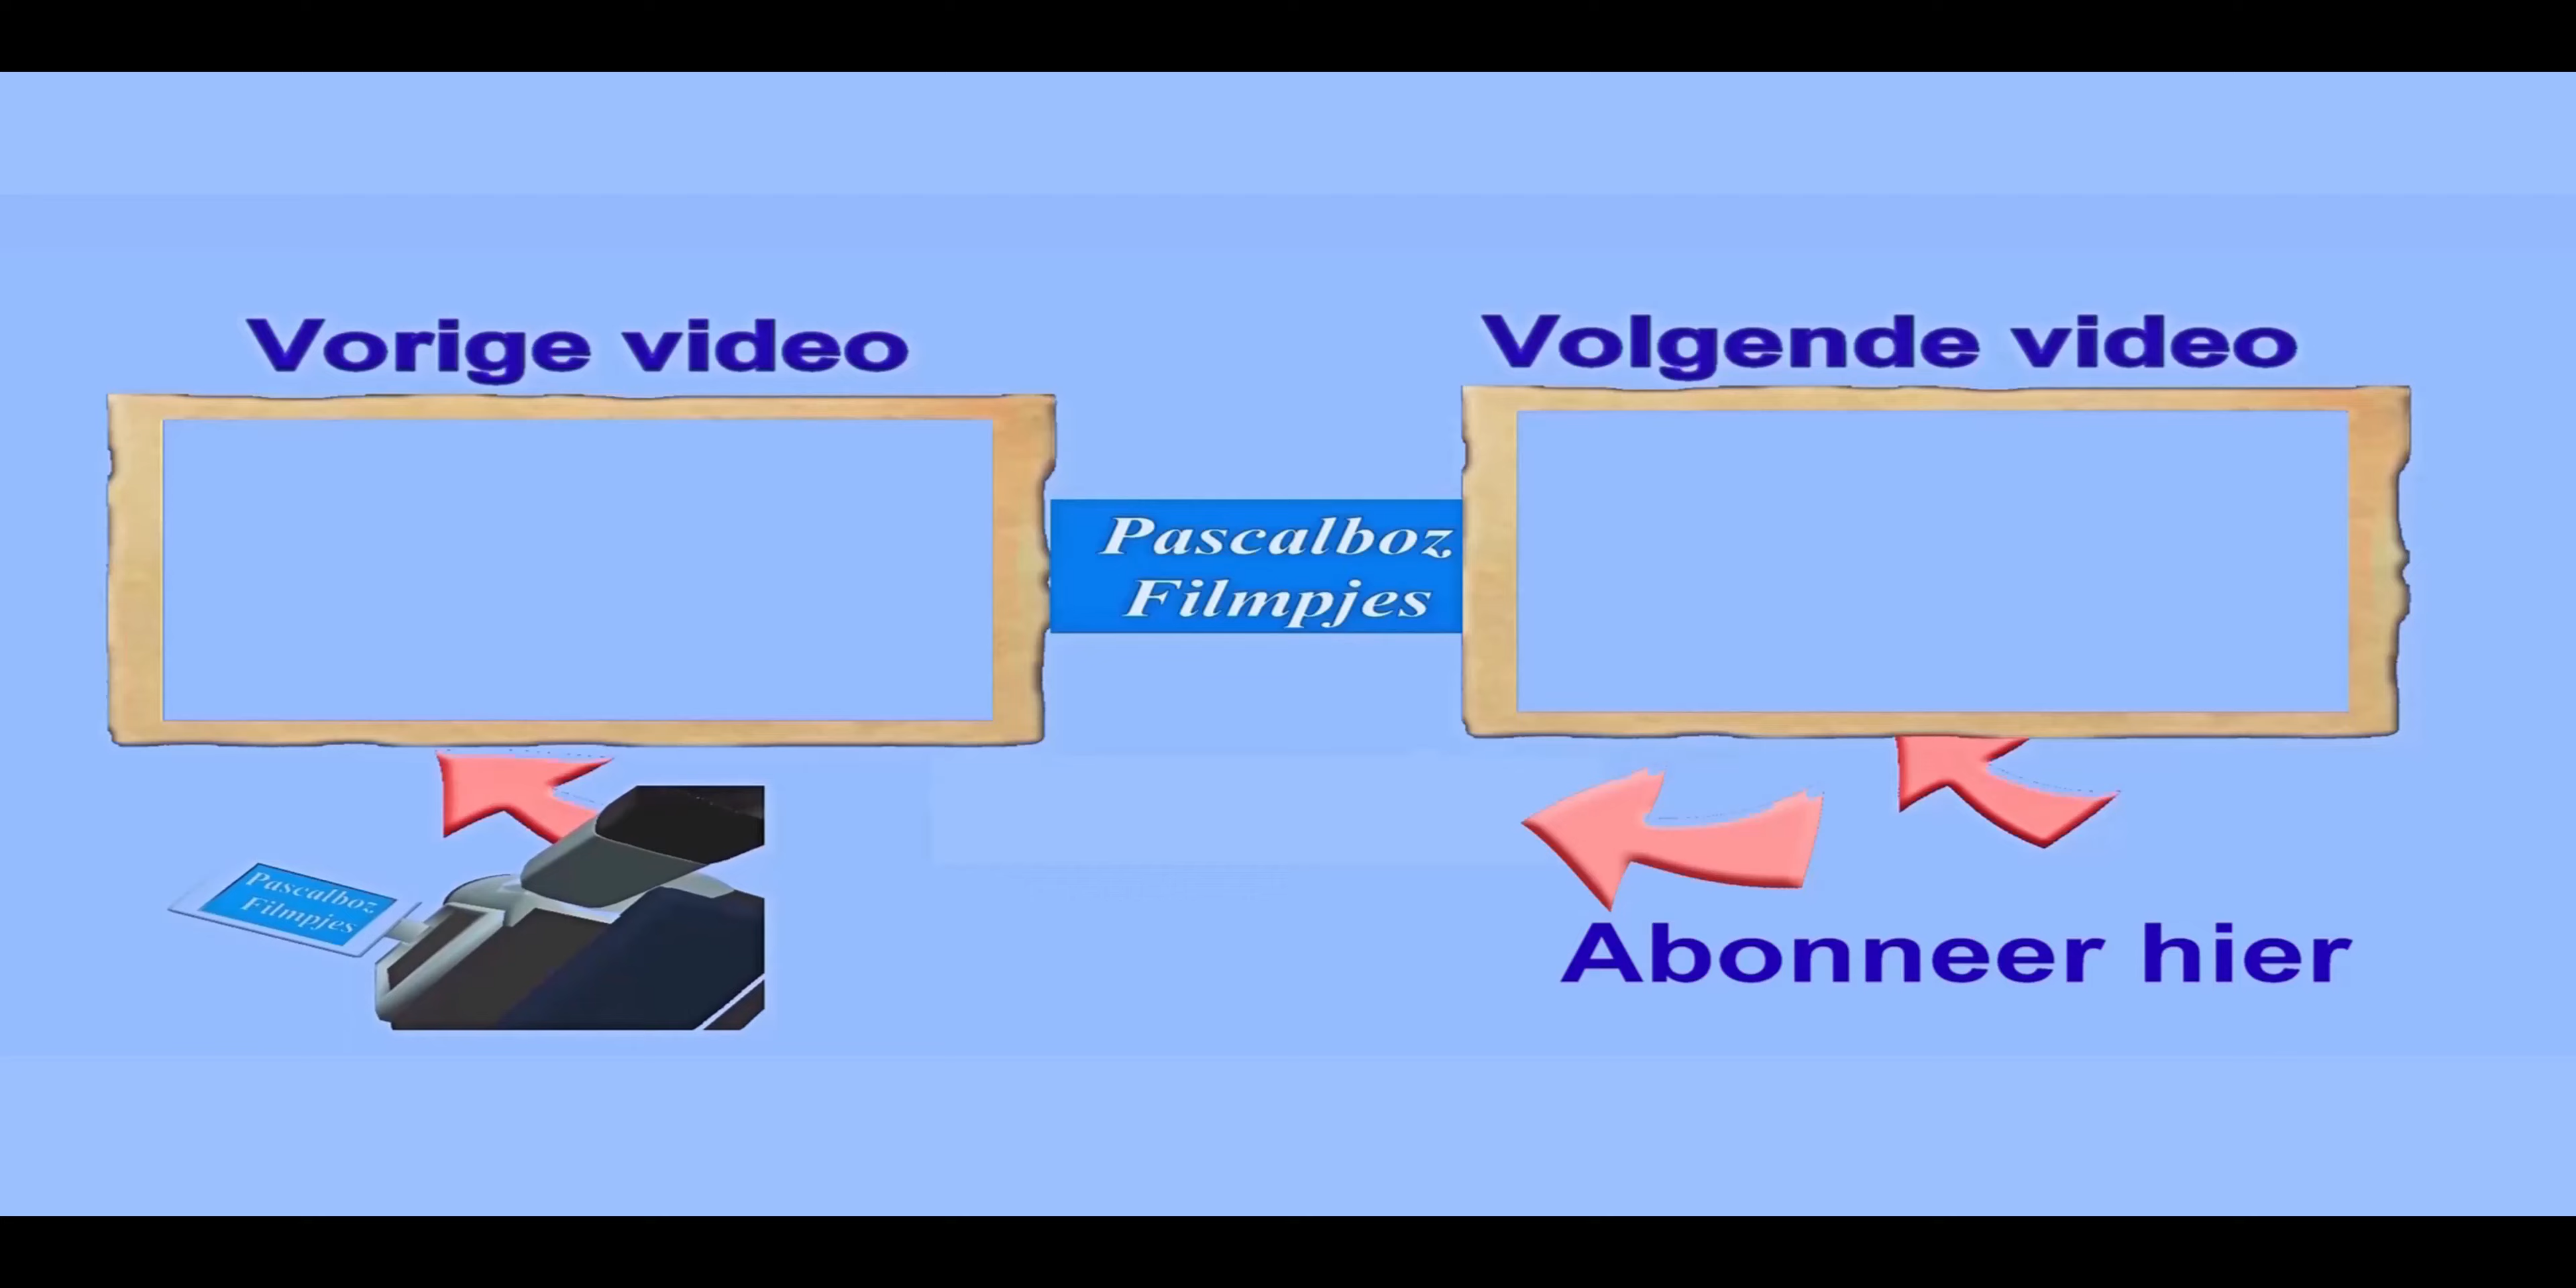 Vorige video
Volgende video
Pascalboz
Filmpjes
Pascalboz
Filmpjes
Abonneer hier